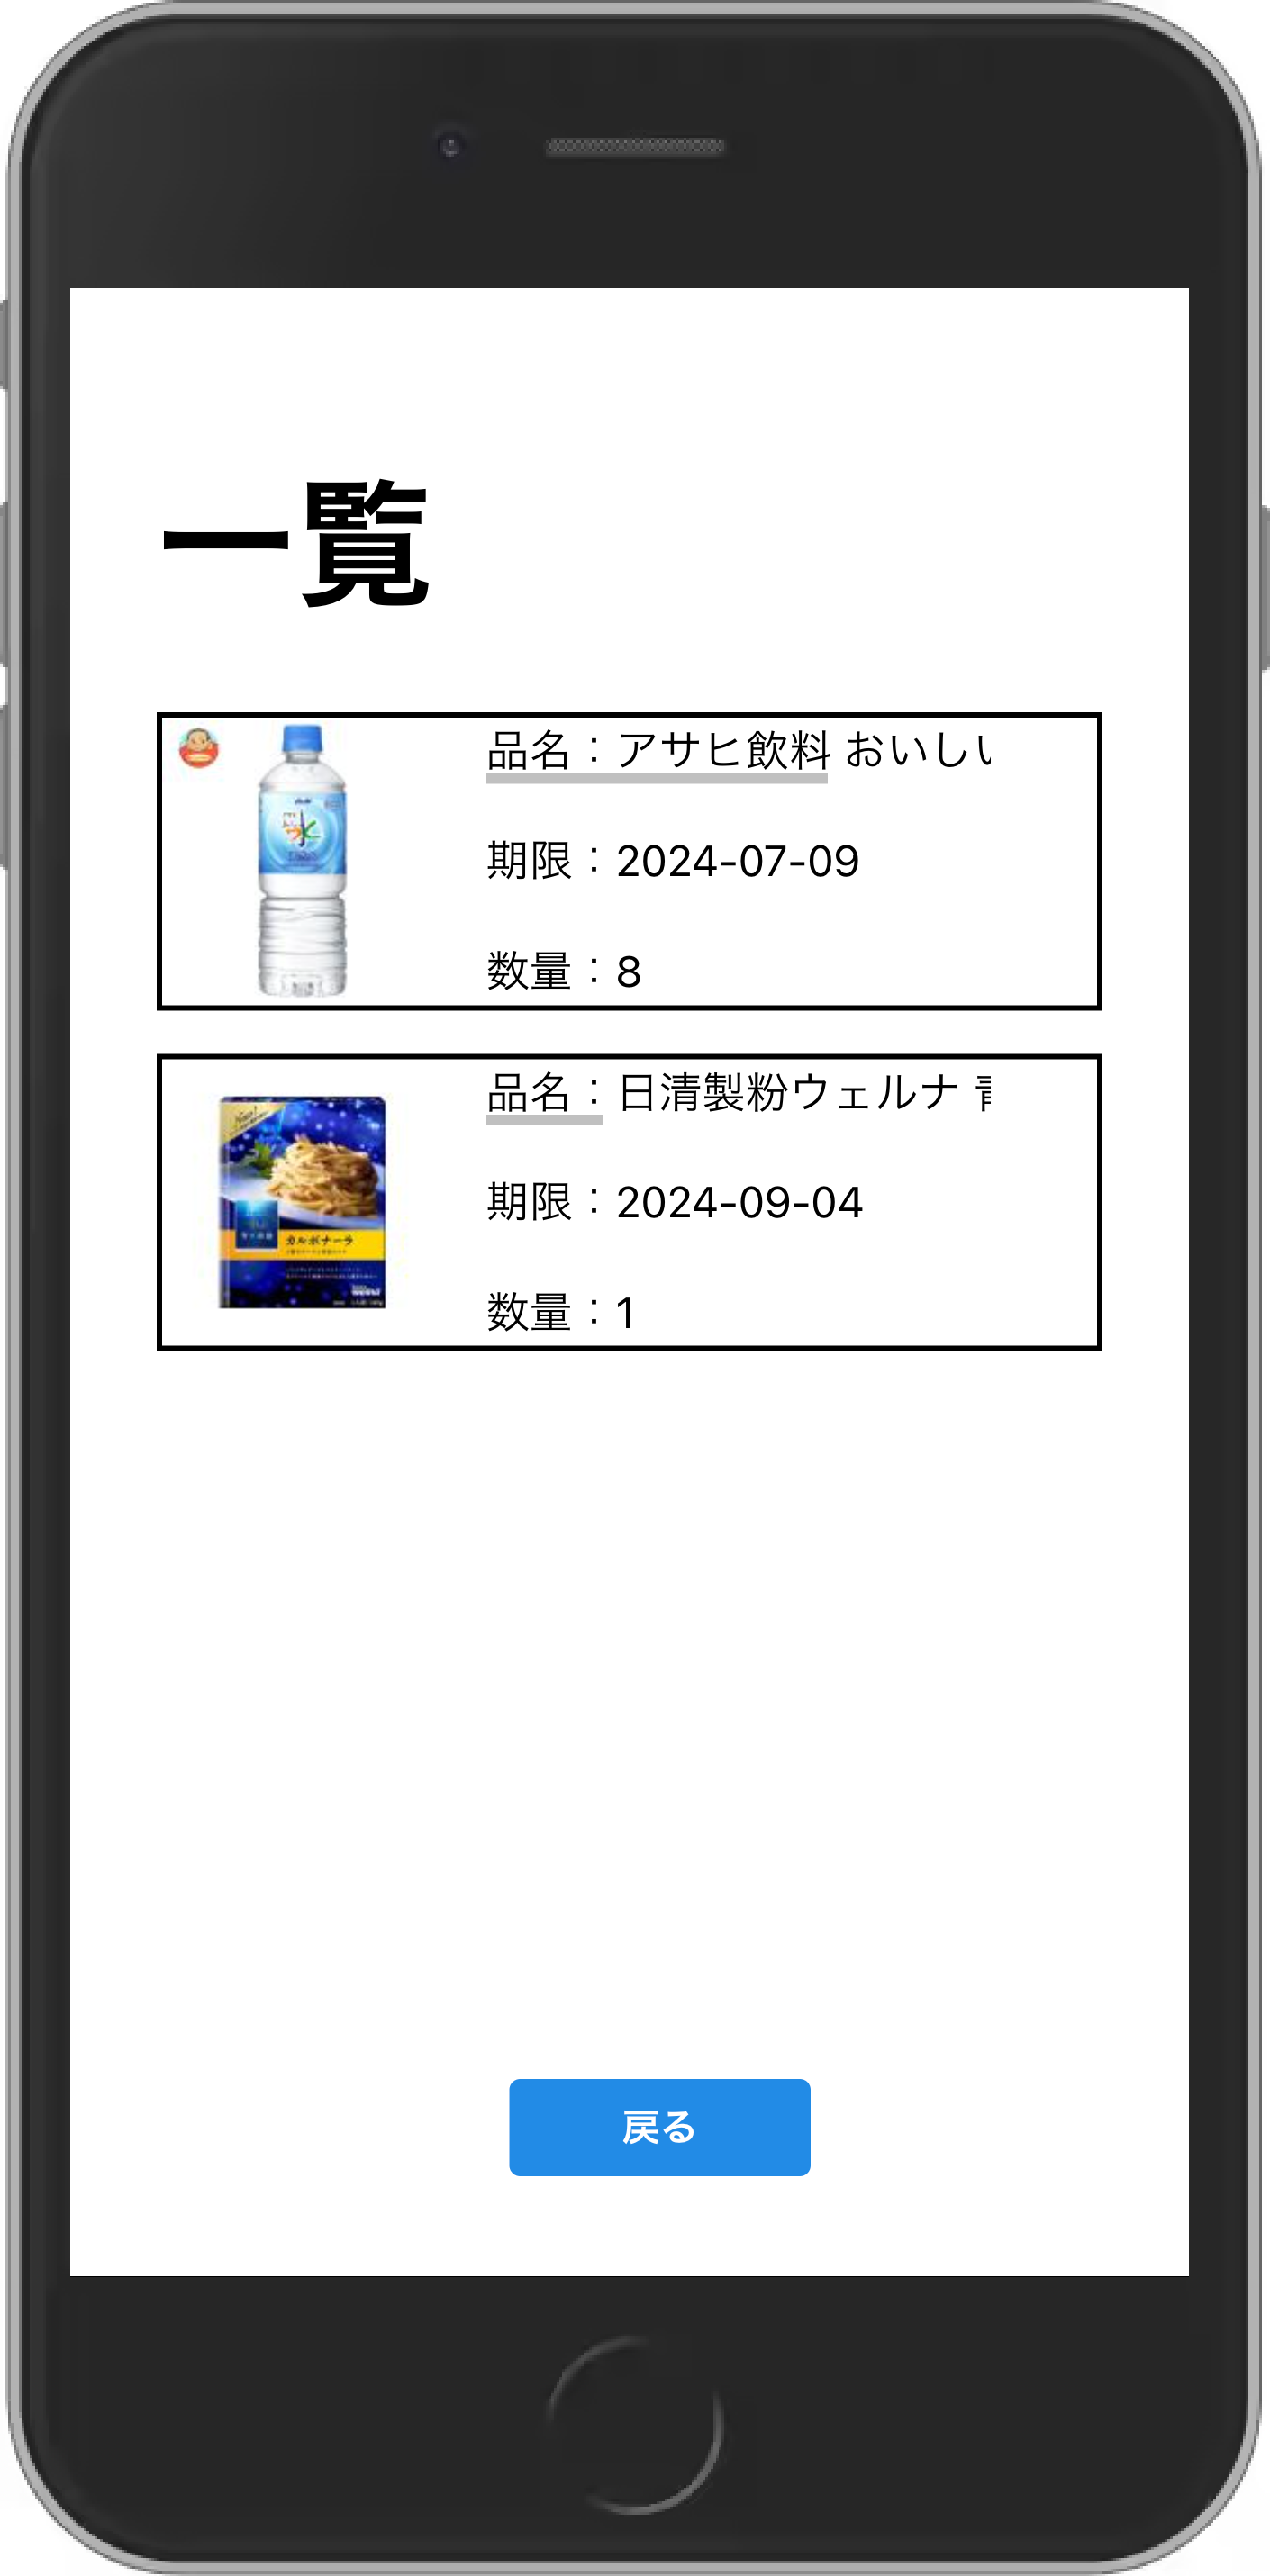 一覧
品名：アサヒ飲料 おいしい
期限：2024-07-09
数量：8
品名：日清製粉ウェルナ
期限：2024-09-04
数量：1
カルボナーラ
戻る